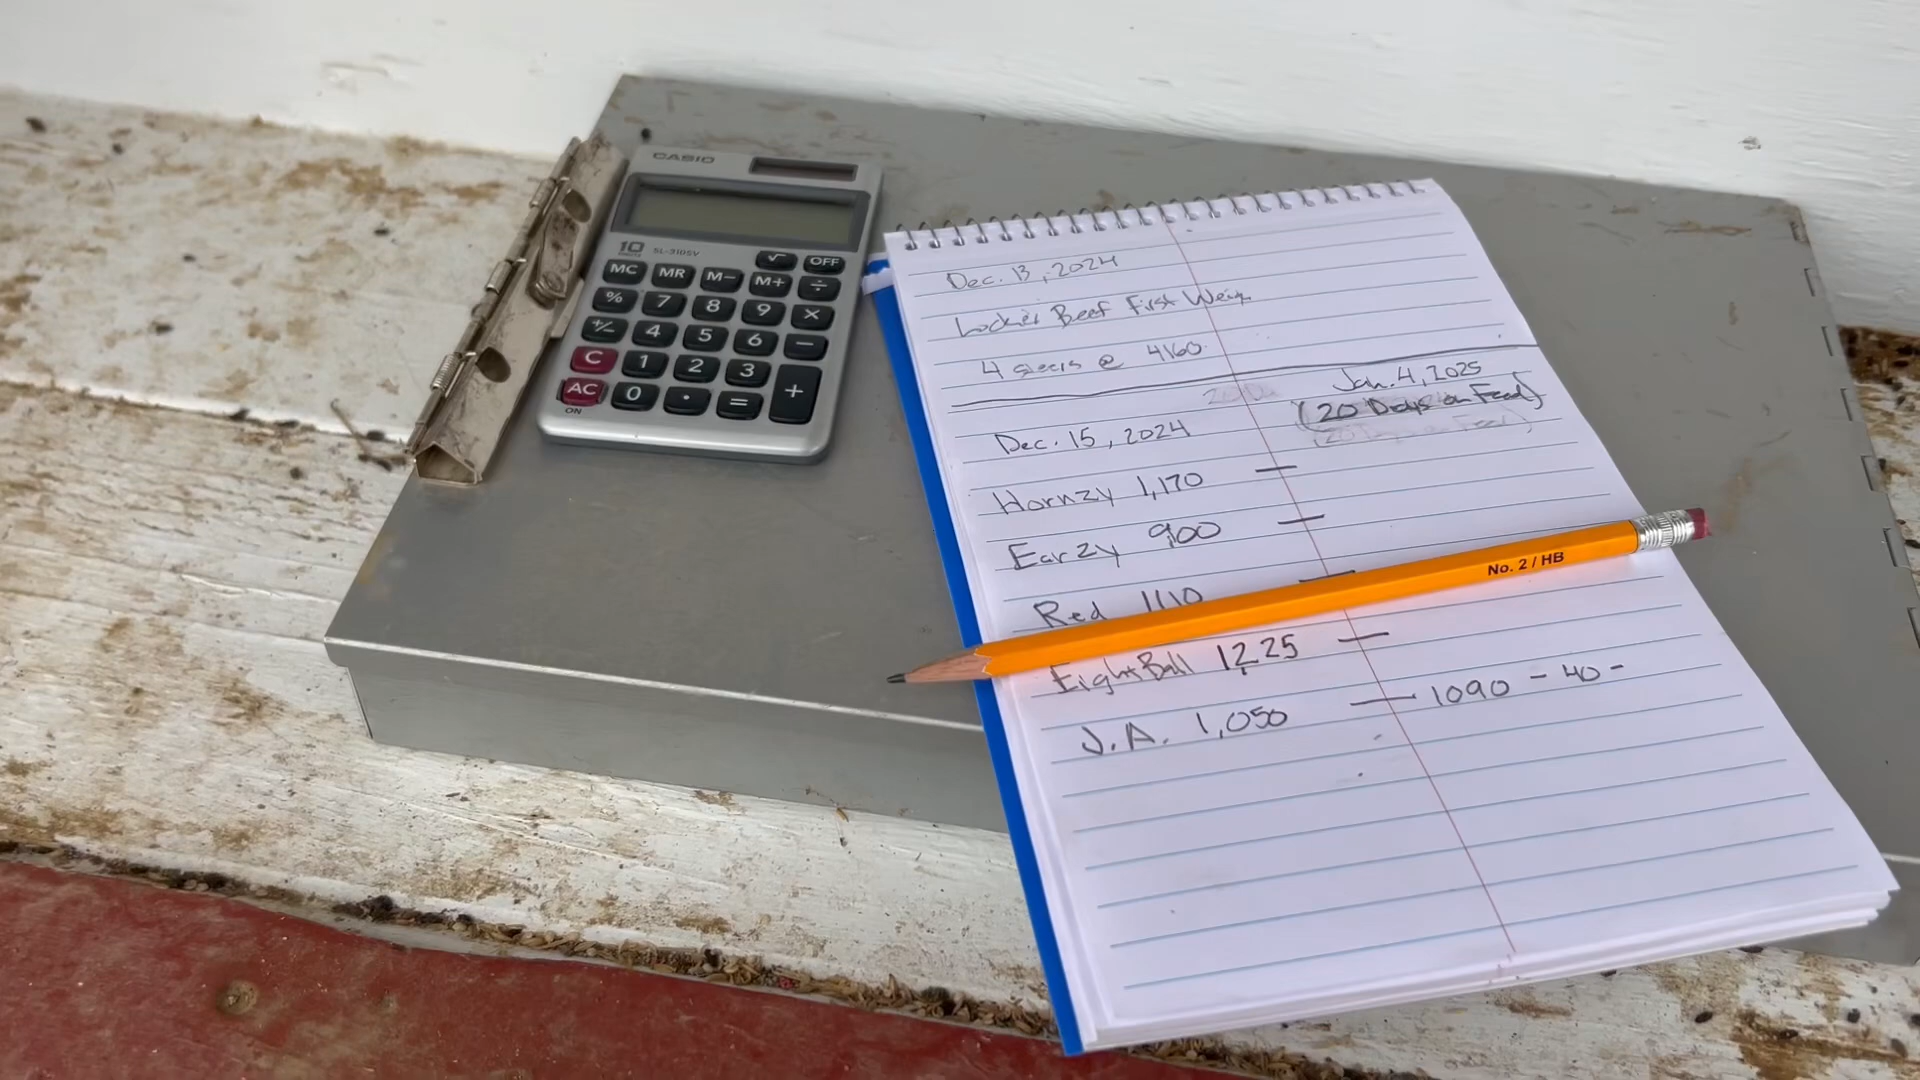 CASIO
10
SL-310SV
√ OFF
MC MR M− M+ ÷
% 7 8 9 ×
+/− 4 5 6 −
C 1 2 3
AC 0 · = +
ON
Dec. 13, 2024
Locker Beef First Weigh
4 steers @ 4160
Jan. 4, 2025
Dec. 15, 2024 (20 Days on Feed)
Hornzy 1,170 —
Earzy 900 —
Red 1110 —
No. 2 / HB
Eight Ball 1225 —
J.A. 1,050 — 1090 - 40 -